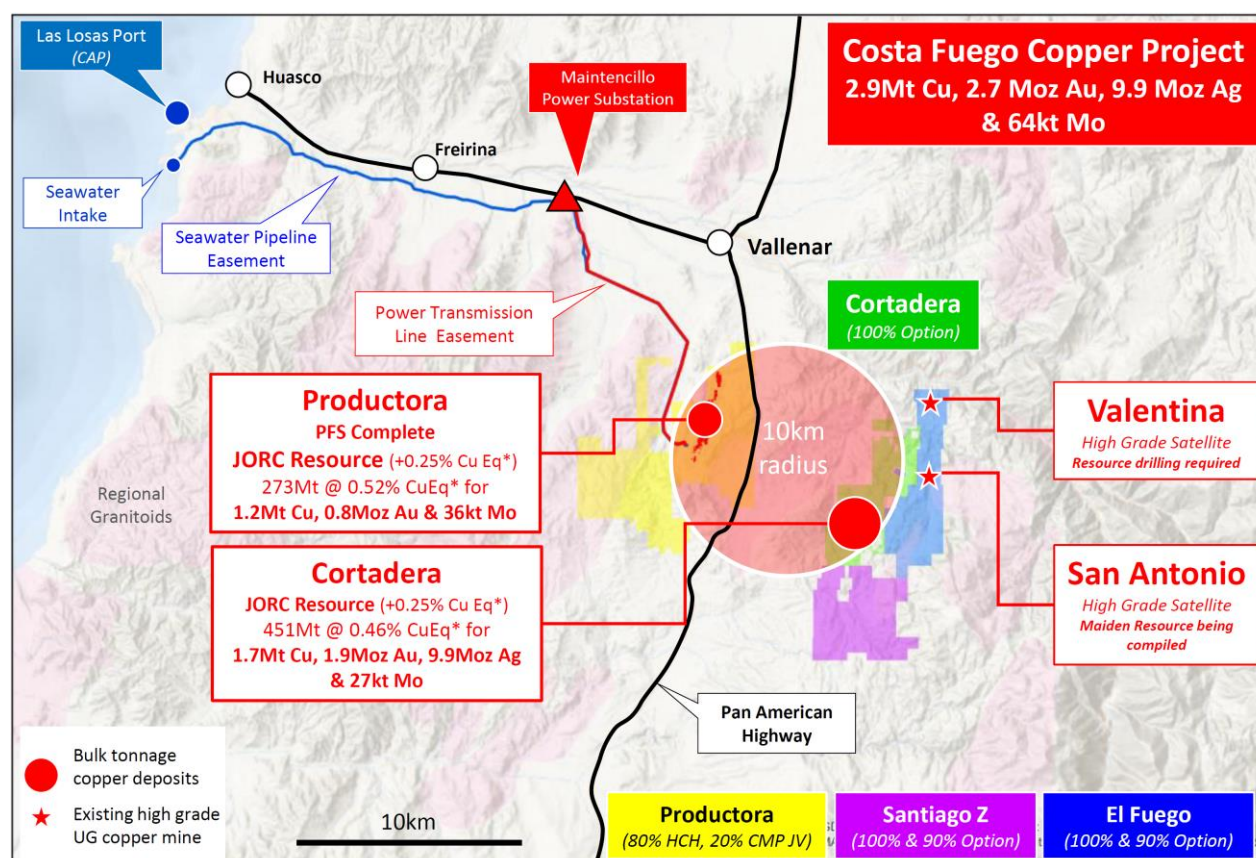 Las Losas Port
(CAP)
Huasco
Maintencillo
Power Substation
Costa Fuego Copper Project
2.9Mt Cu, 2.7 Moz Au, 9.9 Moz Ag
& 64kt Mo
Freirina
Seawater
Intake
Seawater Pipeline
Easement
Vallenar
Power Transmission
Line Easement
Cortadera
(100% Option)
Productora
PFS Complete
JORC Resource (+0.25% Cu Eq*)
273Mt @ 0.52% CuEq* for
1.2Mt Cu, 0.8Moz Au & 36kt Mo
10km
radius
Valentina
High Grade Satellite
Resource drilling required
Regional
Granitoids
Cortadera
JORC Resource (+0.25% Cu Eq*)
451Mt @ 0.46% CuEq* for
1.7Mt Cu, 1.9Moz Au, 9.9Moz Ag
& 27kt Mo
San Antonio
High Grade Satellite
Maiden Resource being
compiled
Pan American
Highway
Bulk tonnage
copper deposits
Existing high grade
UG copper mine
10km
Productora
(80% HCH, 20% CMP JV)
Santiago Z
(100% & 90% Option)
El Fuego
(100% & 90% Option)